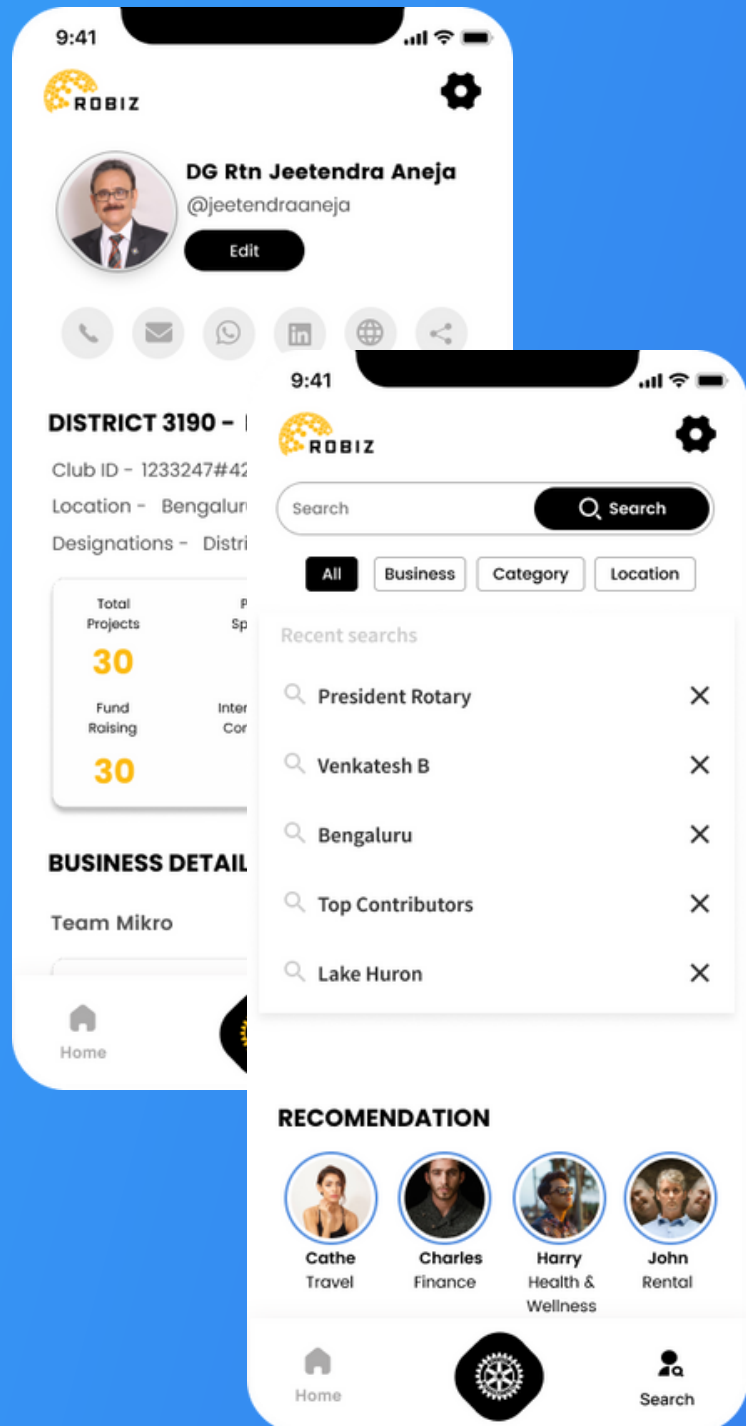 9:41
ROBIZ
DG Rtn Jeetendra Aneja
@jeetendraaneja
Edit
DISTRICT 3190 -
Club ID - 1233247#42
Location -
Designations -
Total
Projects
30
Fund
Raising
30
BUSINESS DETAIL
Team Mikro
Home
9:41
ROBIZ
Search
Search
All Business Category Location
Recent searchs
President Rotary
Venkatesh B
Bengaluru
Top Contributors
Lake Huron
RECOMENDATION
Cathe Charles Harry John
Travel Finance Health & Rental
Wellness
Home
Search